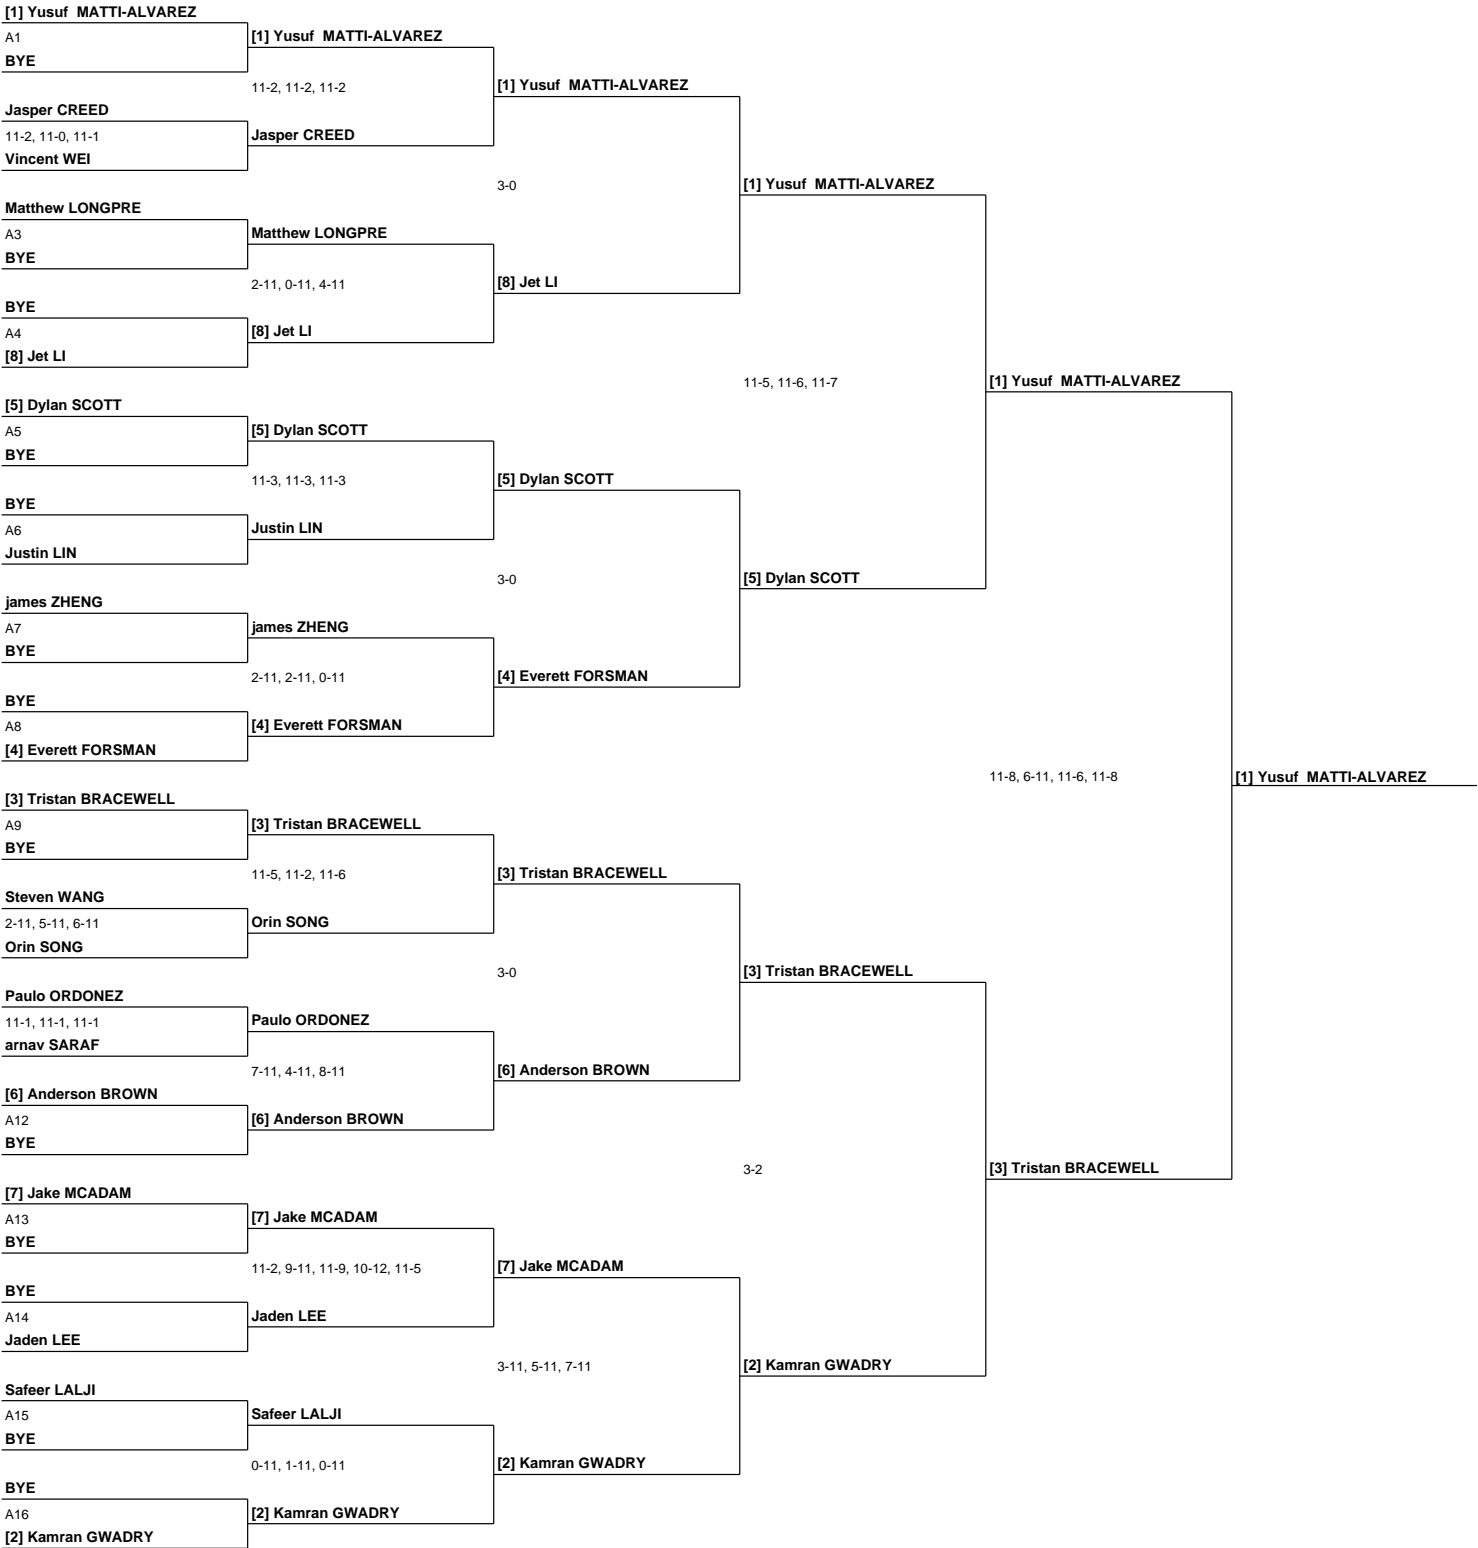 [1] Yusuf  MATTI-ALVAREZ
A1
BYE
Jasper CREED
11-2, 11-0, 11-1
Vincent WEI
Matthew LONGPRE
A3
BYE
BYE
A4
[8] Jet LI
[5] Dylan SCOTT
A5
BYE
BYE
A6
Justin LIN
james ZHENG
A7
BYE
BYE
A8
[4] Everett FORSMAN
[3] Tristan BRACEWELL
A9
BYE
Steven WANG
2-11, 5-11, 6-11
Orin SONG
Paulo ORDONEZ
11-1, 11-1, 11-1
arnav SARAF
[6] Anderson BROWN
A12
BYE
[7] Jake MCADAM
A13
BYE
BYE
A14
Jaden LEE
Safeer LALJI
A15
BYE
BYE
A16
[2] Kamran GWADRY
[1] Yusuf  MATTI-ALVAREZ
11-2, 11-2, 11-2
Jasper CREED
Matthew LONGPRE
2-11, 0-11, 4-11
[8] Jet LI
[5] Dylan SCOTT
11-3, 11-3, 11-3
Justin LIN
james ZHENG
2-11, 2-11, 0-11
[4] Everett FORSMAN
[3] Tristan BRACEWELL
11-5, 11-2, 11-6
Orin SONG
Paulo ORDONEZ
7-11, 4-11, 8-11
[6] Anderson BROWN
[7] Jake MCADAM
11-2, 9-11, 11-9, 10-12, 11-5
Jaden LEE
Safeer LALJI
0-11, 1-11, 0-11
[2] Kamran GWADRY
[1] Yusuf  MATTI-ALVAREZ
3-0
[8] Jet LI
[5] Dylan SCOTT
3-0
[4] Everett FORSMAN
[3] Tristan BRACEWELL
3-0
[6] Anderson BROWN
[7] Jake MCADAM
3-11, 5-11, 7-11
[2] Kamran GWADRY
[1] Yusuf  MATTI-ALVAREZ
11-5, 11-6, 11-7
[5] Dylan SCOTT
[3] Tristan BRACEWELL
3-2
[2] Kamran GWADRY
[1] Yusuf  MATTI-ALVAREZ
11-8, 6-11, 11-6, 11-8
[3] Tristan BRACEWELL
[1] Yusuf  MATTI-ALVAREZ